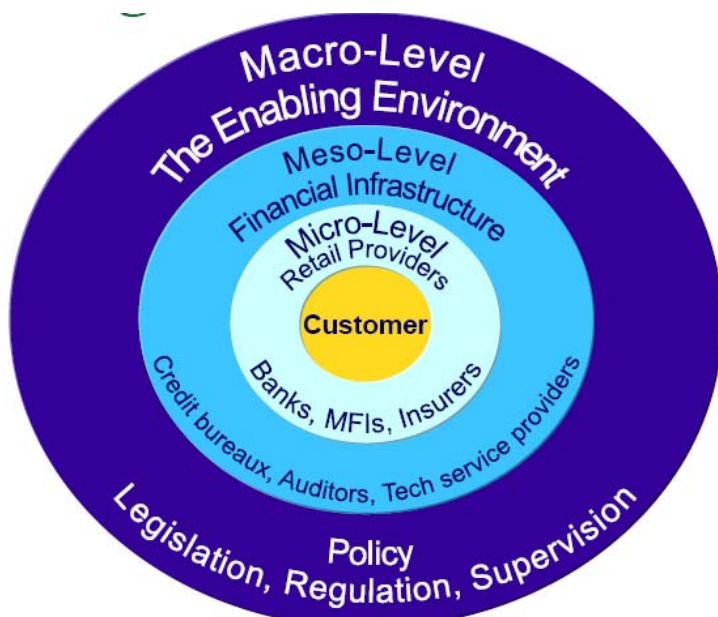 Macro-Level
The Enabling Environment
Meso-Level
Financial Infrastructure
Micro-Level
Retail Providers
Customer
Banks, MFIs, Insurers
Credit bureaux, Auditors, Tech service providers
Policy
Legislation, Regulation, Supervision